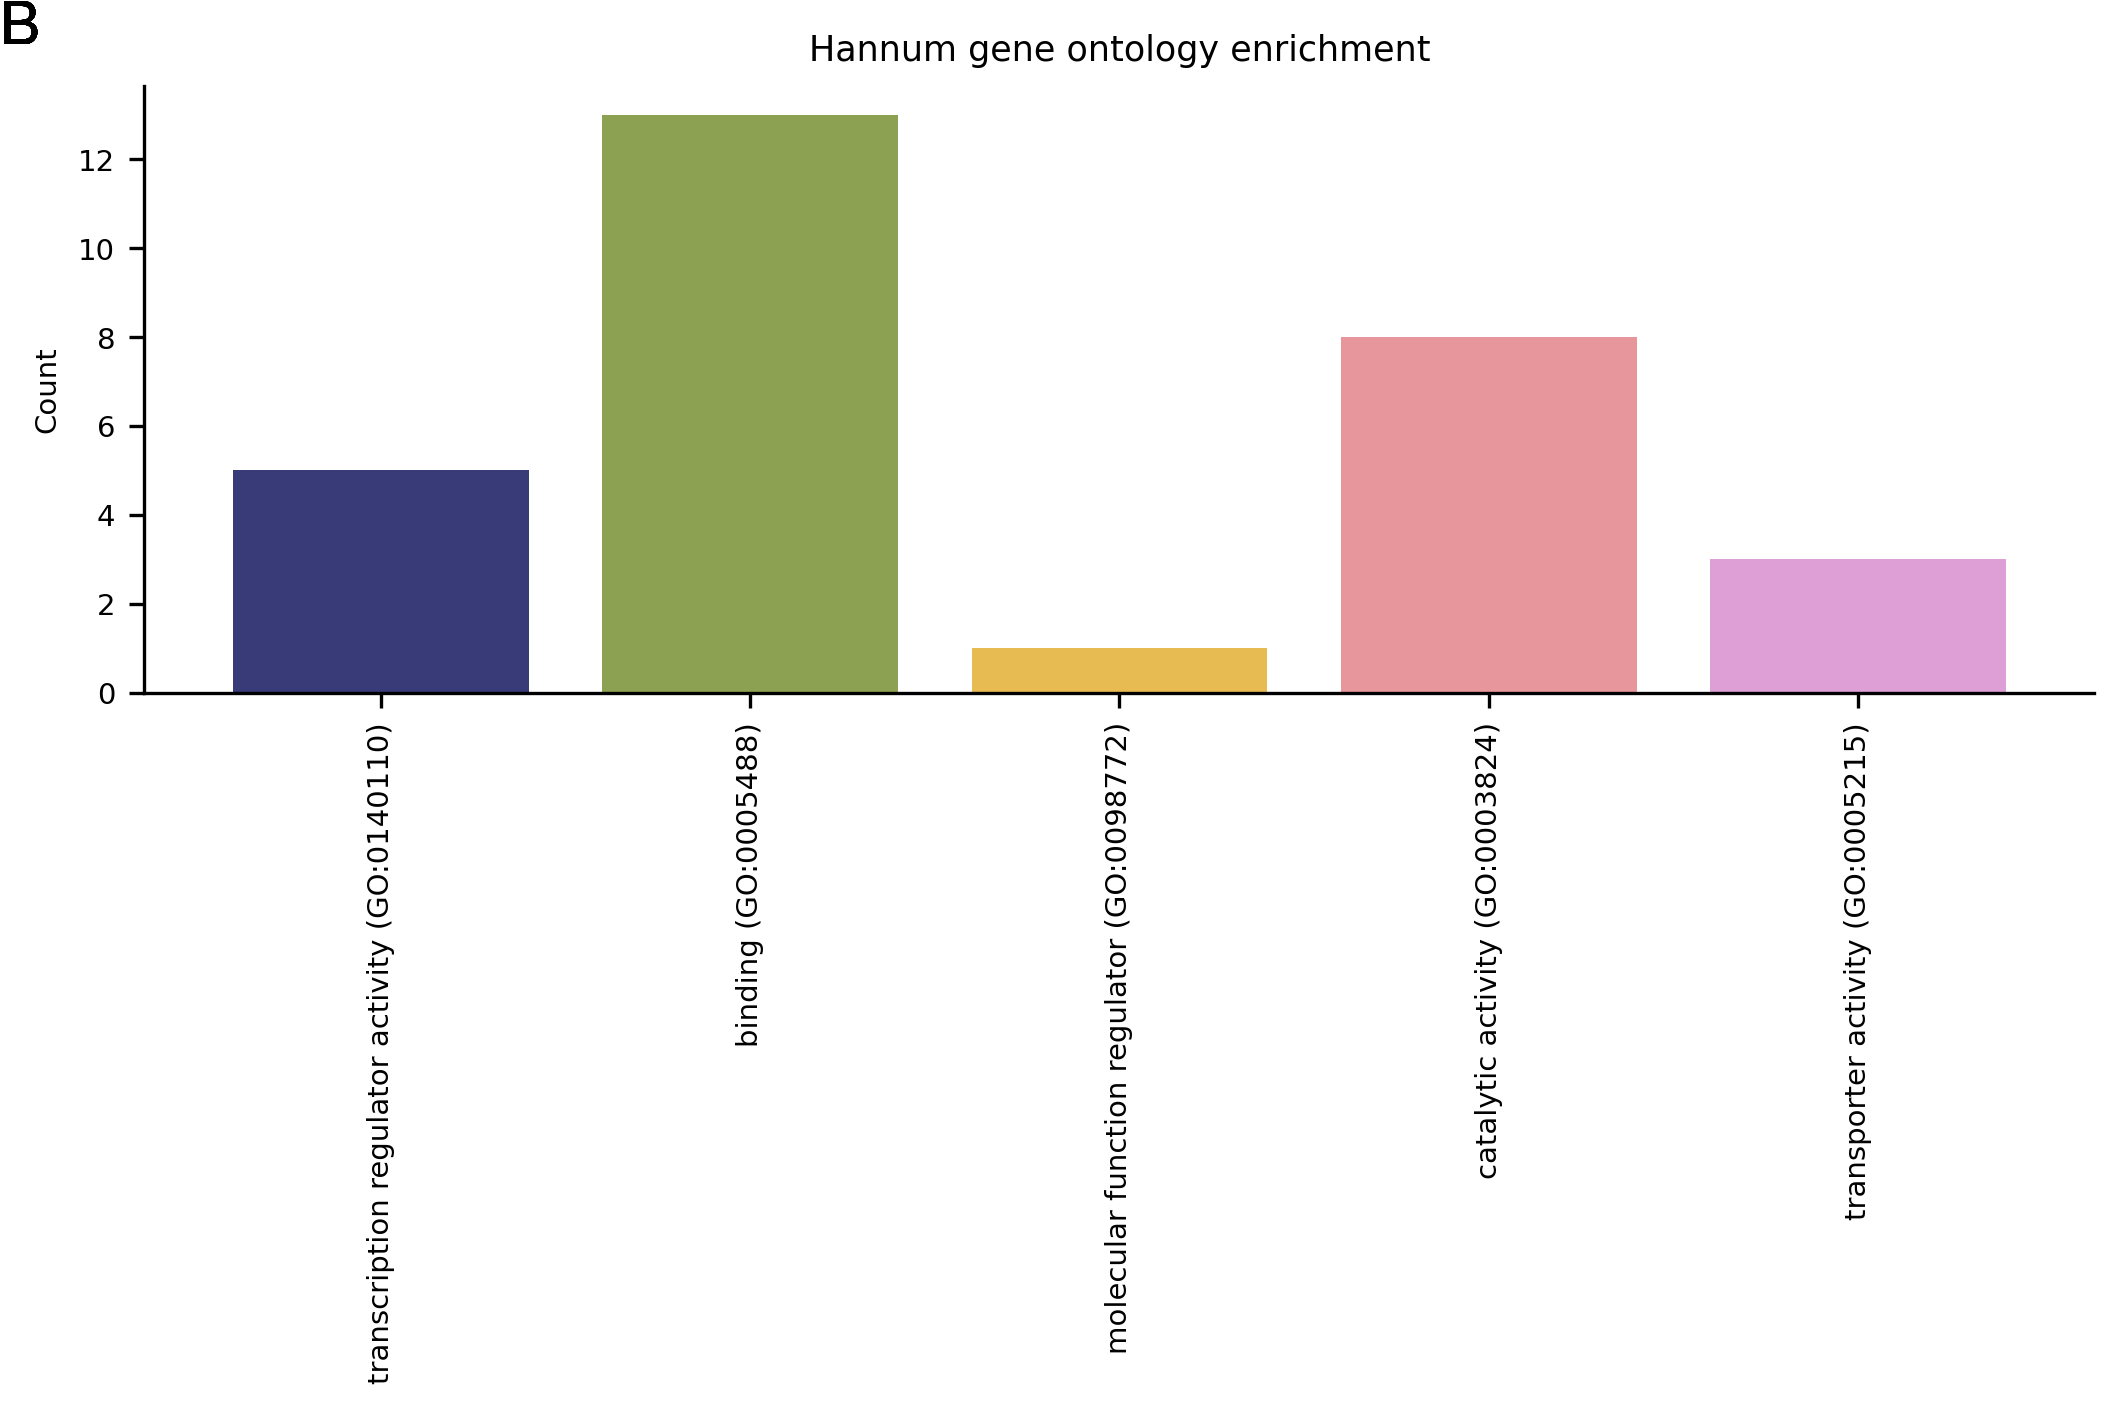 B
Hannum gene ontology enrichment
Count
12
10
8
6
4
2
0
transcription regulator activity (GO:0140110)
binding (GO:0005488)
molecular function regulator (GO:0098772)
catalytic activity (GO:0003824)
transporter activity (GO:0005215)